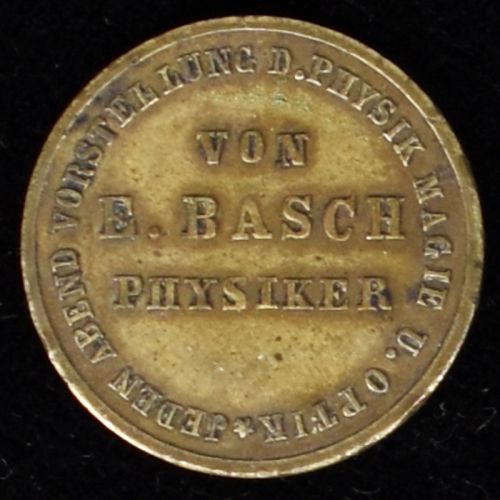 JEDEN ABEND VORSTELLUNG D. PHYSIK MAGIE U. OPTIK
VON
E. BASCH
PHYSIKER